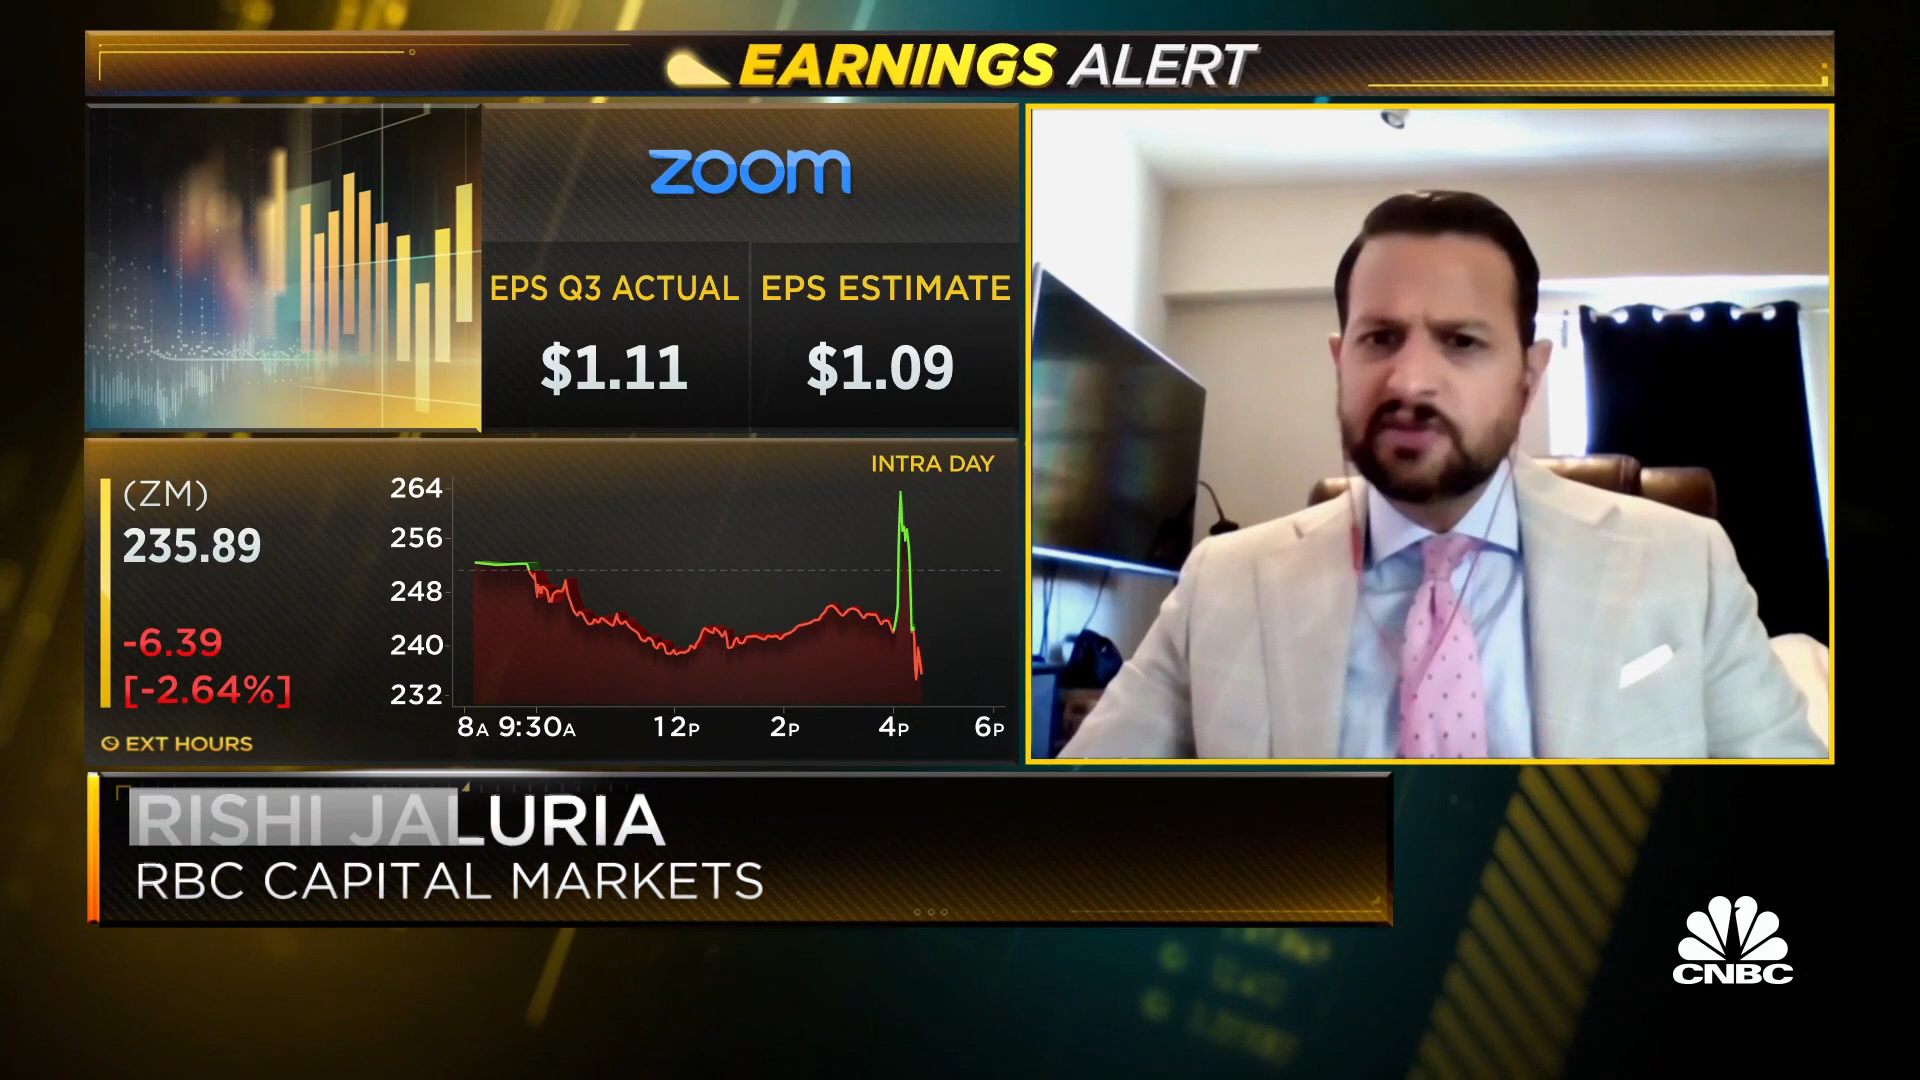 EARNINGS ALERT
zoom
EPS Q3 ACTUAL
EPS ESTIMATE
$1.11
$1.09
INTRA DAY
(ZM)
235.89
-6.39
[-2.64%]
EXT HOURS
264
256
248
240
232
8A 9:30A 12P 2P 4P 6P
RISHI JALURIA
RBC CAPITAL MARKETS
CNBC